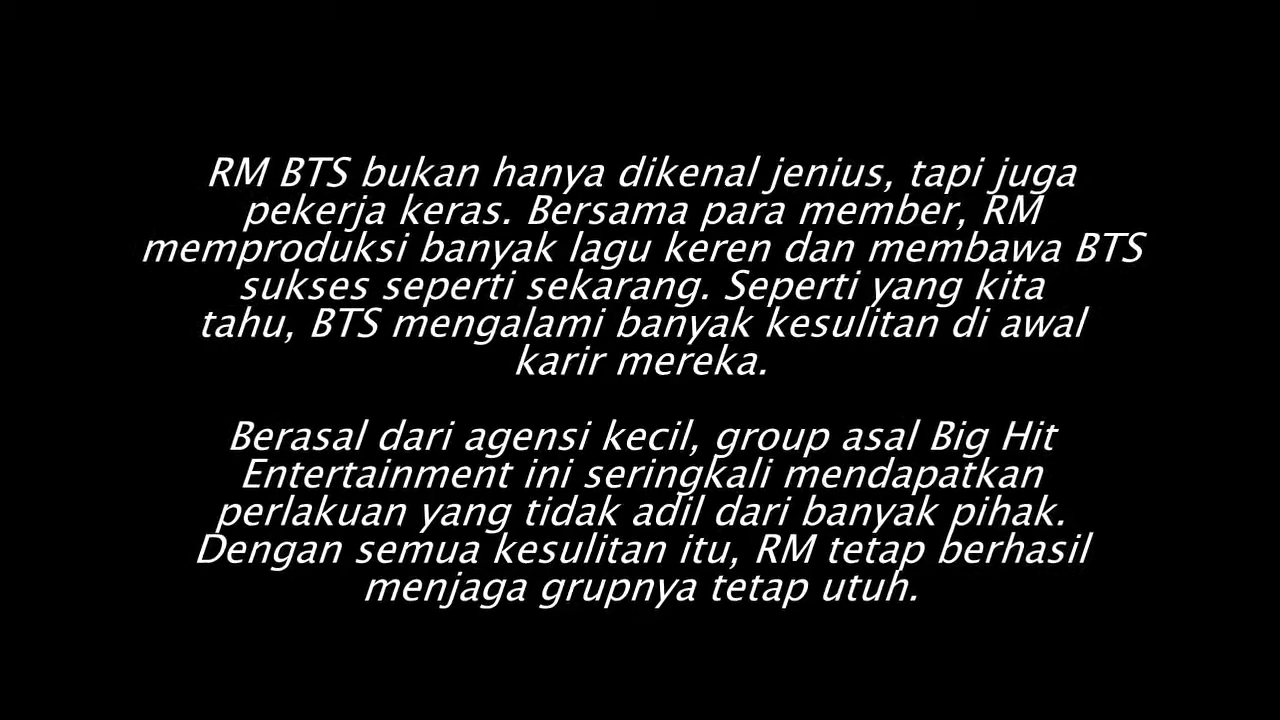 RM BTS bukan hanya dikenal jenius, tapi juga
pekerja keras. Bersama para member, RM
memproduksi banyak lagu keren dan membawa BTS
sukses seperti sekarang. Seperti yang kita
tahu, BTS mengalami banyak kesulitan di awal
karir mereka.
Berasal dari agensi kecil, group asal Big Hit
Entertainment ini seringkali mendapatkan
perlakuan yang tidak adil dari banyak pihak.
Dengan semua kesulitan itu, RM tetap berhasil
menjaga grupnya tetap utuh.